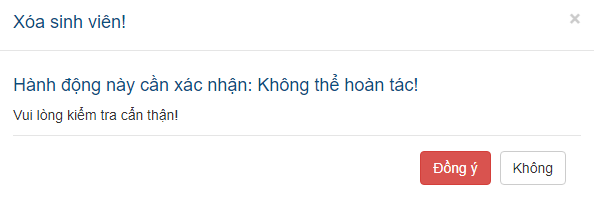 Xóa sinh viên!
×
Hành động này cần xác nhận: Không thể hoàn tác!
Vui lòng kiểm tra cẩn thận!
Đồng ý Không